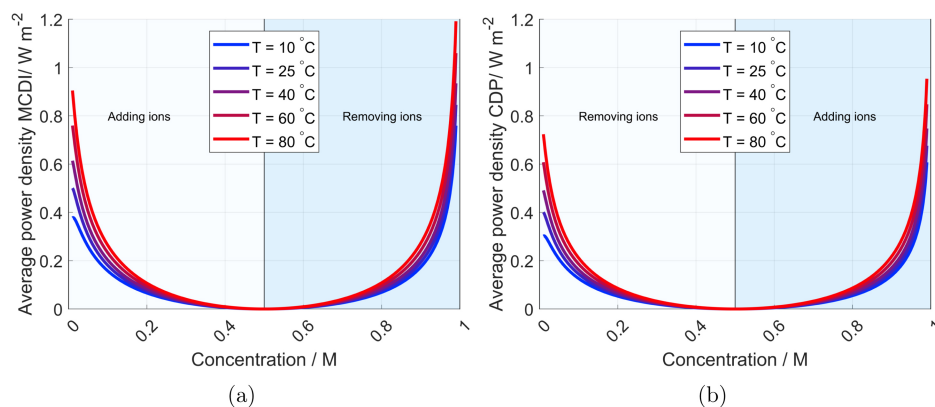 Average power density MCDI/ W m⁻²
1.2
1
0.8
0.6
0.4
0.2
0
T = 10 °C
T = 25 °C
T = 40 °C
T = 60 °C
T = 80 °C
Adding ions
Removing ions
0
0.2
0.4
0.6
0.8
1
Concentration / M
(a)
Average power density CDP/ W m⁻²
1.2
1
0.8
0.6
0.4
0.2
0
T = 10 °C
T = 25 °C
T = 40 °C
T = 60 °C
T = 80 °C
Removing ions
Adding ions
0
0.2
0.4
0.6
0.8
1
Concentration / M
(b)